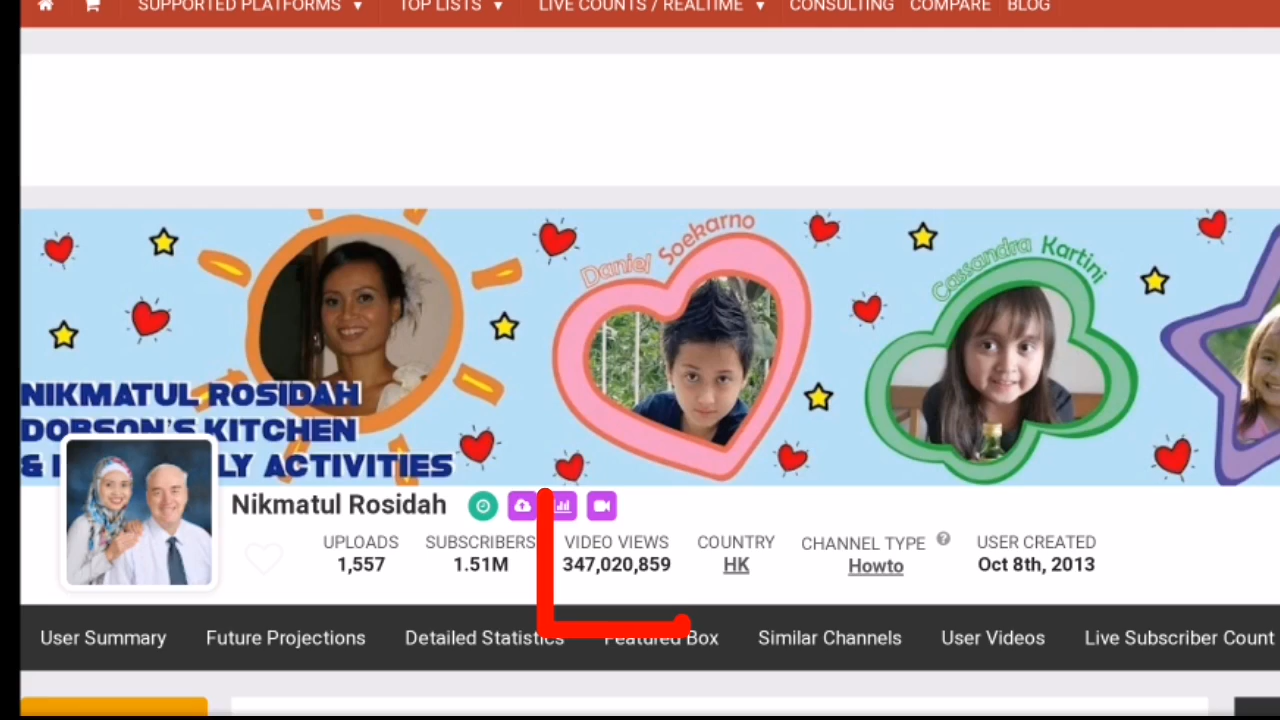 SUPPORTED PLATFORMS ▼ TOP LISTS ▼ LIVE COUNTS / REALTIME ▼ CONSULTING COMPARE BLOG
Daniel Soekarno
Cassandra Kartini
NIKMATUL ROSIDAH
DOBSON'S KITCHEN
& LY ACTIVITIES
Nikmatul Rosidah
UPLOADS SUBSCRIBERS VIDEO VIEWS COUNTRY CHANNEL TYPE ? USER CREATED
1,557 1.51M 347,020,859 HK Howto Oct 8th, 2013
User Summary Future Projections Detailed Statistics Featured Box Similar Channels User Videos Live Subscriber Count